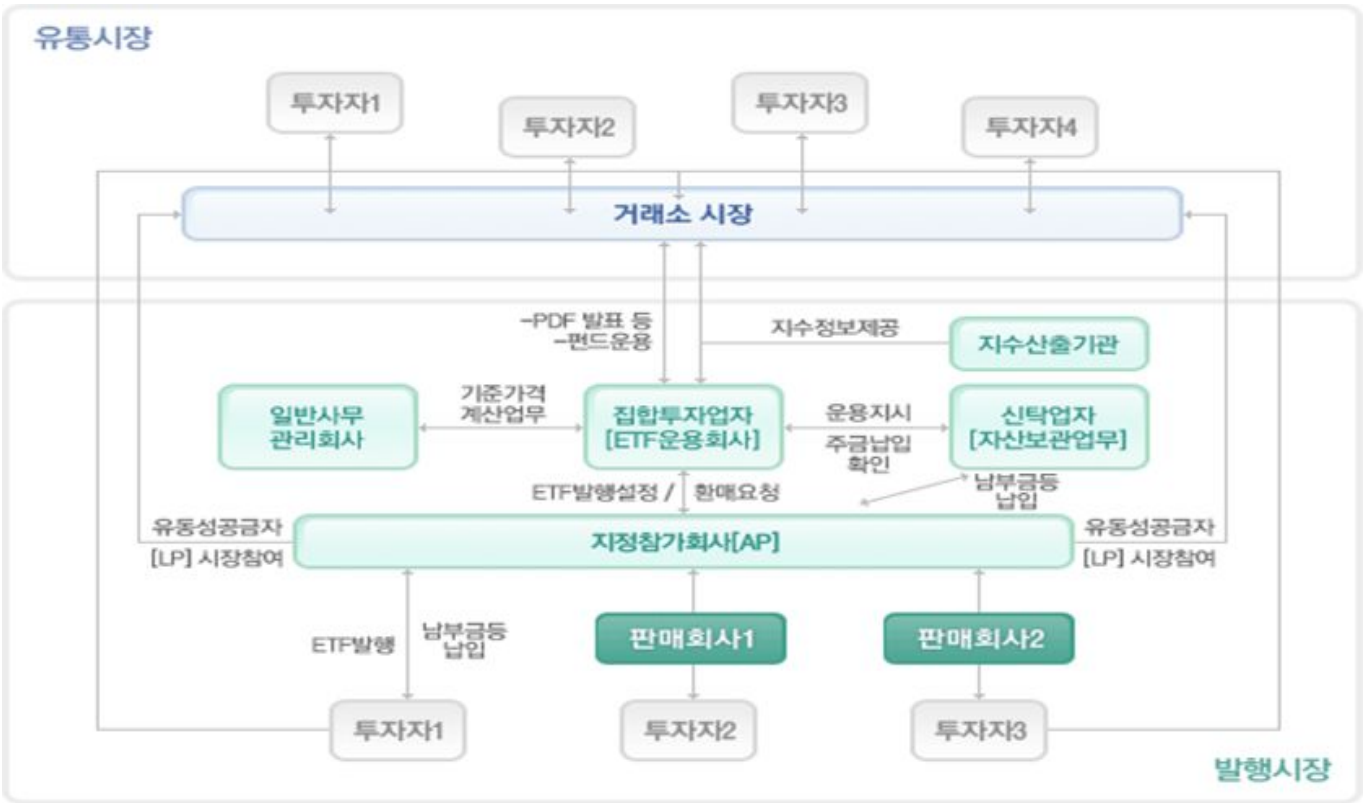 유통시장
투자자1
투자자2
투자자3
투자자4
거래소 시장
-PDF 발표 등
-펀드운용
지수정보제공
지수산출기관
일반사무
관리회사
기준가격
계산업무
집합투자업자
[ETF운용회사]
운용지시
주금납입
확인
신탁업자
[자산보관업무]
ETF발행설정 / 환매요청
남부금등
납입
유동성공금자
[LP] 시장참여
지정참가회사[AP]
유동성공금자
[LP] 시장참여
ETF발행
남부금등
납입
판매회사1
판매회사2
투자자1
투자자2
투자자3
발행시장